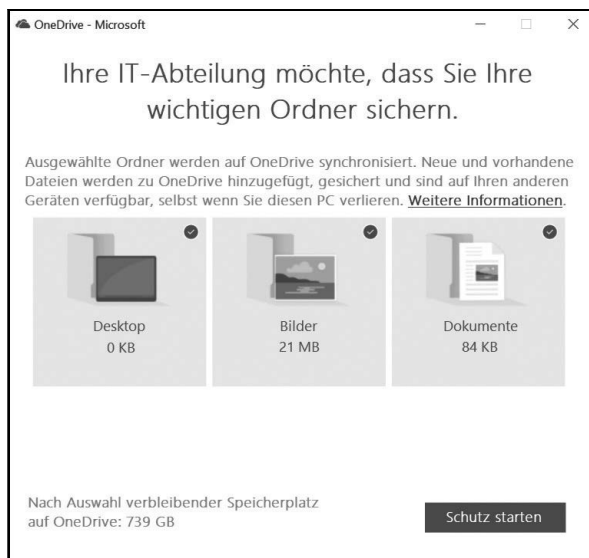 OneDrive - Microsoft
Ihre IT-Abteilung möchte, dass Sie Ihre
wichtigen Ordner sichern.
Ausgewählte Ordner werden auf OneDrive synchronisiert. Neue und vorhandene
Dateien werden zu OneDrive hinzugefügt, gesichert und sind auf Ihren anderen
Geräten verfügbar, selbst wenn Sie diesen PC verlieren. Weitere Informationen.
Desktop
0 KB
Bilder
21 MB
Dokumente
84 KB
Nach Auswahl verbleibender Speicherplatz
auf OneDrive: 739 GB
Schutz starten